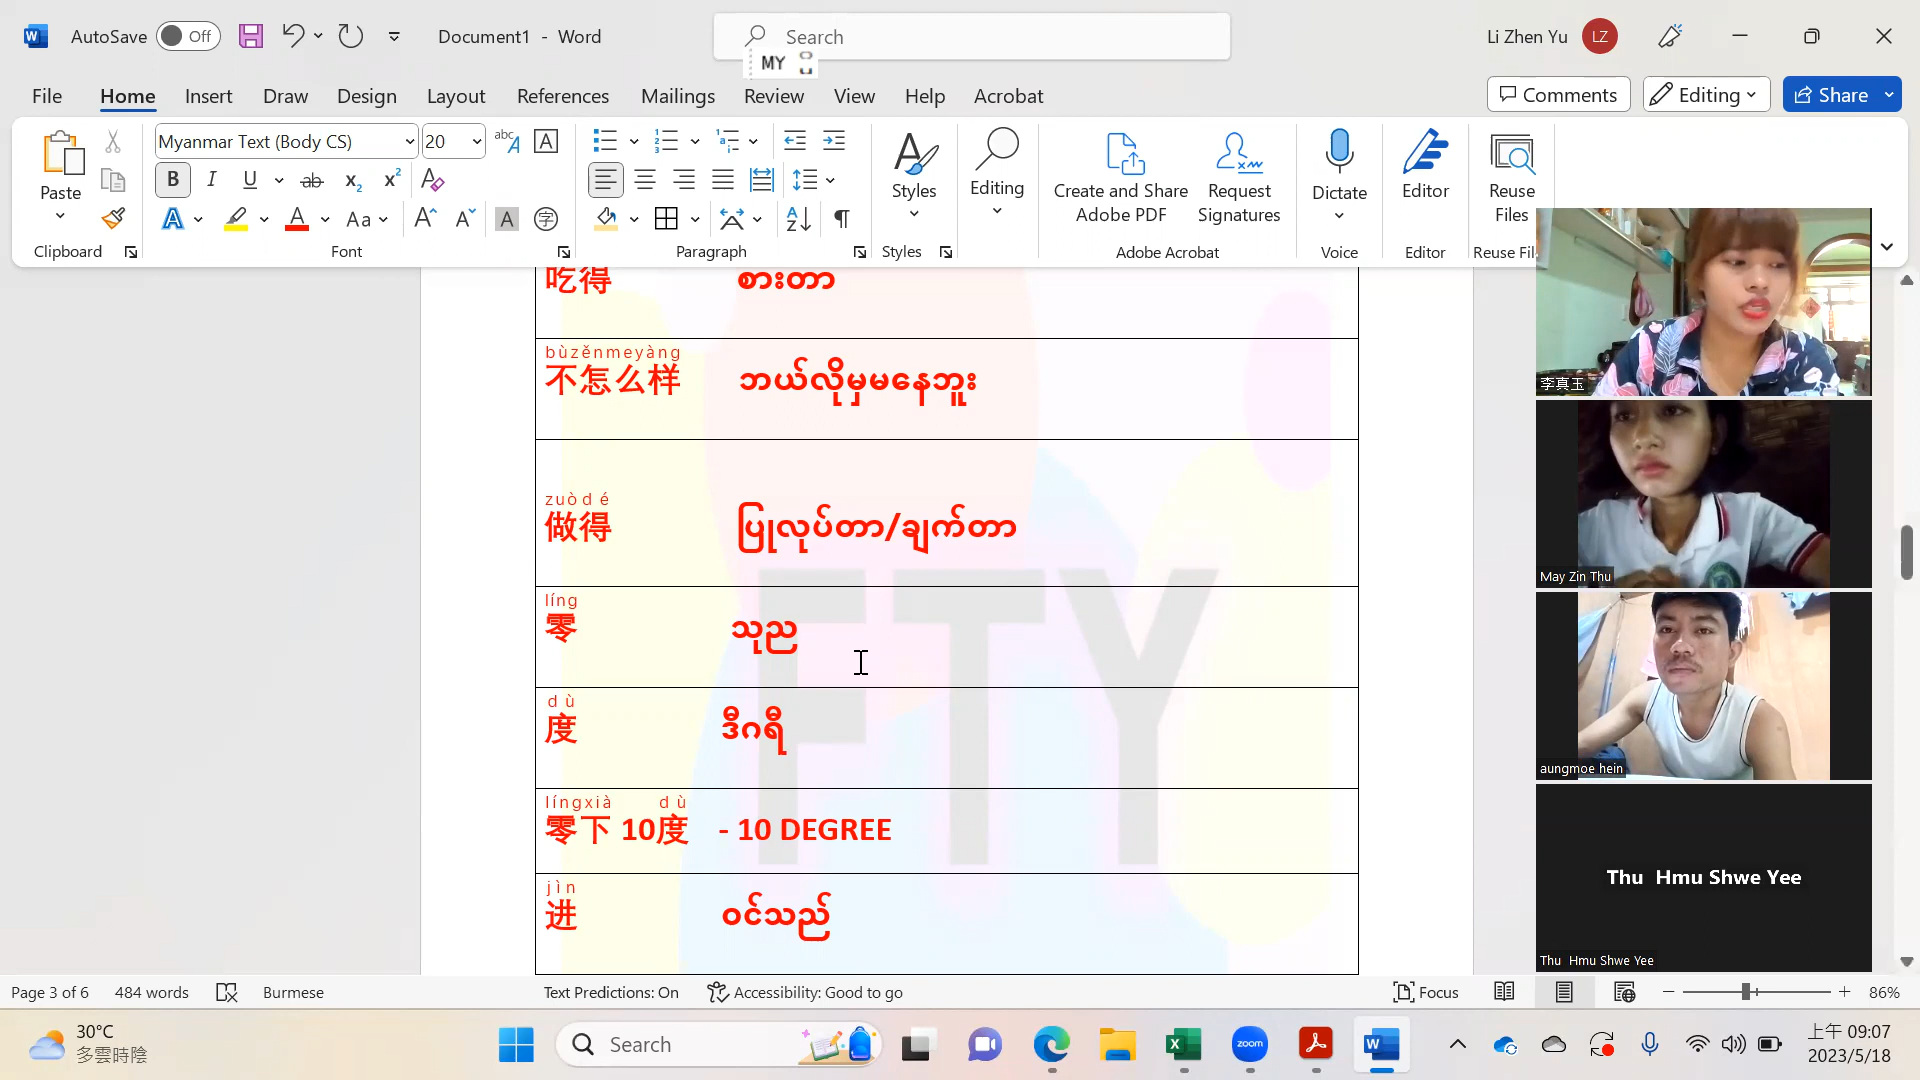 AutoSave Off Document1 - Word Search Li Zhen Yu LZ
MY
File Home Insert Draw Design Layout References Mailings Review View Help Acrobat Comments Editing Share
Myanmar Text (Body CS) 20
Paste
Styles
Editing
Create and Share Adobe PDF
Request Signatures
Dictate
Editor
Reuse Files
Clipboard Font Paragraph Styles Adobe Acrobat Voice Editor Reuse Fil
吃得 စားတာ
bùzěnmeyàng
不怎么样 ဘယ်လိုမှမနေဘူး
zuòdé
做得 ပြုလုပ်တာ/ချက်တာ
líng
零 သုည
dù
度 ဒီဂရီ
língxià dù
零下 10度 - 10 DEGREE
jìn
进 ဝင်သည်
FTY
李真玉
May Zin Thu
aungmoe hein
Thu Hmu Shwe Yee
Thu Hmu Shwe Yee
Page 3 of 6 484 words Burmese Text Predictions: On Accessibility: Good to go Focus 86%
30°C
多雲時陰
Search
zoom
上午 09:07
2023/5/18